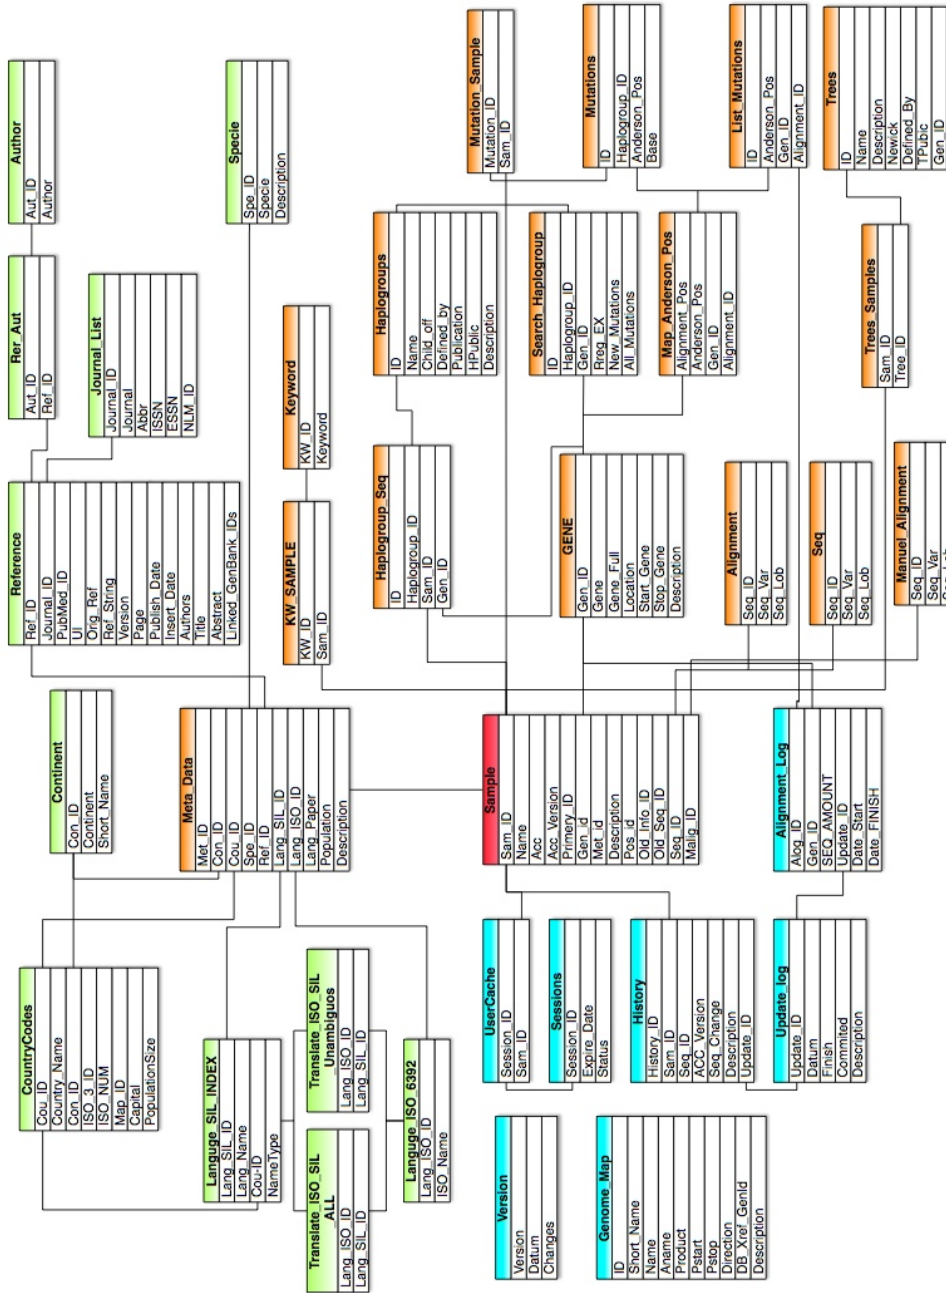 CountryCodes
Cou_ID
Country_Name
Con_ID
ISO_3_ID
ISO_NUM
Map_ID
Capital
PopulationSize
Continent
Con_ID
Continent
Short_Name
Reference
Ref_ID
Journal_ID
PubMed_ID
UI
Orig_Ref
Ref_String
Version
Page
Publish_Date
Insert_Date
Authors
Title
Abstract
Linked_GenBank_IDs
Rer_Aut
Aut_ID
Ref_ID
Author
Aut_ID
Author
Journal_List
Journal_ID
Journal
Abbr
ISSN
ESSN
NLM_ID
Languge_SIL_INDEX
Lang_SIL_ID
Lang_Name
Cou-ID
NameType
Meta_Data
Met_ID
Con_ID
Cou_ID
Spe_ID
Ref_ID
Lang_SIL_ID
Lang_ISO_ID
Lang_Paper
Population
Description
Specie
Spe_ID
Specie
Description
Translate_ISO_SIL
_ALL
Lang_ISO_ID
Lang_SIL_ID
Translate_ISO_SIL
_Unambiguos
Lang_ISO_ID
Lang_SIL_ID
KW_SAMPLE
KW_ID
Sam_ID
Keyword
KW_ID
Keyword
Languge_ISO_6392
Lang_ISO_ID
ISO_Name
Haplogroup_Seq
ID
Haplogroup_ID
Sam_ID
Gen_ID
Haplogroups
ID
Name
Child_off
Defined_by
Publication
HPublic
Description
Mutation_Sample
Mutation_ID
Sam_ID
Version
Version
Datum
Changes
UserCache
Session_ID
Sam_ID
Sample
Sam_ID
Name
Acc
Acc_Version
Primery_ID
Gen_id
Met_id
Description
Pos_id
Old_Info_ID
Old_Seq_ID
Seq_ID
Malig_ID
Sessions
Session_ID
Expire_Date
Status
GENE
Gen_ID
Gene
Gene_Full
Location
Start_Gene
Stop_Gene
Descripton
Search_Haplogroup
ID
Haplogroup_ID
Gen_ID
Rreg_EX
New_Mutations
All_Mutations
Mutations
ID
Haplogroup_ID
Anderson_Pos
Base
Genome_Map
ID
Short_Name
Name
Aname
Product
Pstart
Pstop
Direction
DB_Xref_GenId
Description
History
History_ID
Sam_ID
Seq_ID
ACC_Version
Seq_Change
Description
Update_ID
Map_Anderson_Pos
Alignment_Pos
Anderson_Pos
Gen_ID
Alignment_ID
List_Mutations
ID
Anderson_Pos
Gen_ID
Alignment_ID
Alignment
Seq_ID
Seq_Var
Seq_Lob
Update_log
Update_ID
Datum
Finish
Commited
Description
Alignment_Log
Alog_ID
Gen_ID
SEQ_AMOUNT
Update_ID
Date_Start
Date_FINISH
Seq
Seq_ID
Seq_Var
Seq_Lob
Trees_Samples
Sam_ID
Tree_ID
Trees
ID
Name
Description
Newick
Defined_By
TPubic
Gen_ID
Manuel_Alignment
Seq_ID
Seq_Var